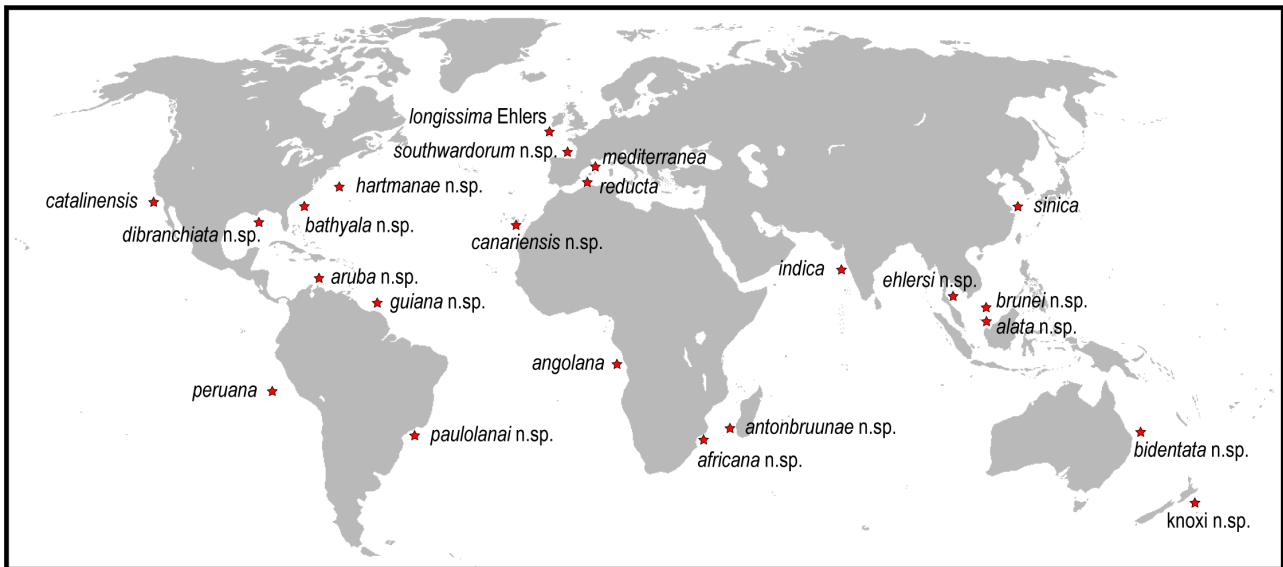 longissima Ehlers
southwardorum n.sp.
mediterranea
reducta
hartmanae n.sp.
catalinensis
bathyala n.sp.
dibranchiata n.sp.
canariensis n.sp.
sinica
aruba n.sp.
guiana n.sp.
indica
ehlersi n.sp.
brunei n.sp.
alata n.sp.
angolana
peruana
paulolanai n.sp.
antonbruunae n.sp.
africana n.sp.
bidentata n.sp.
knoxi n.sp.